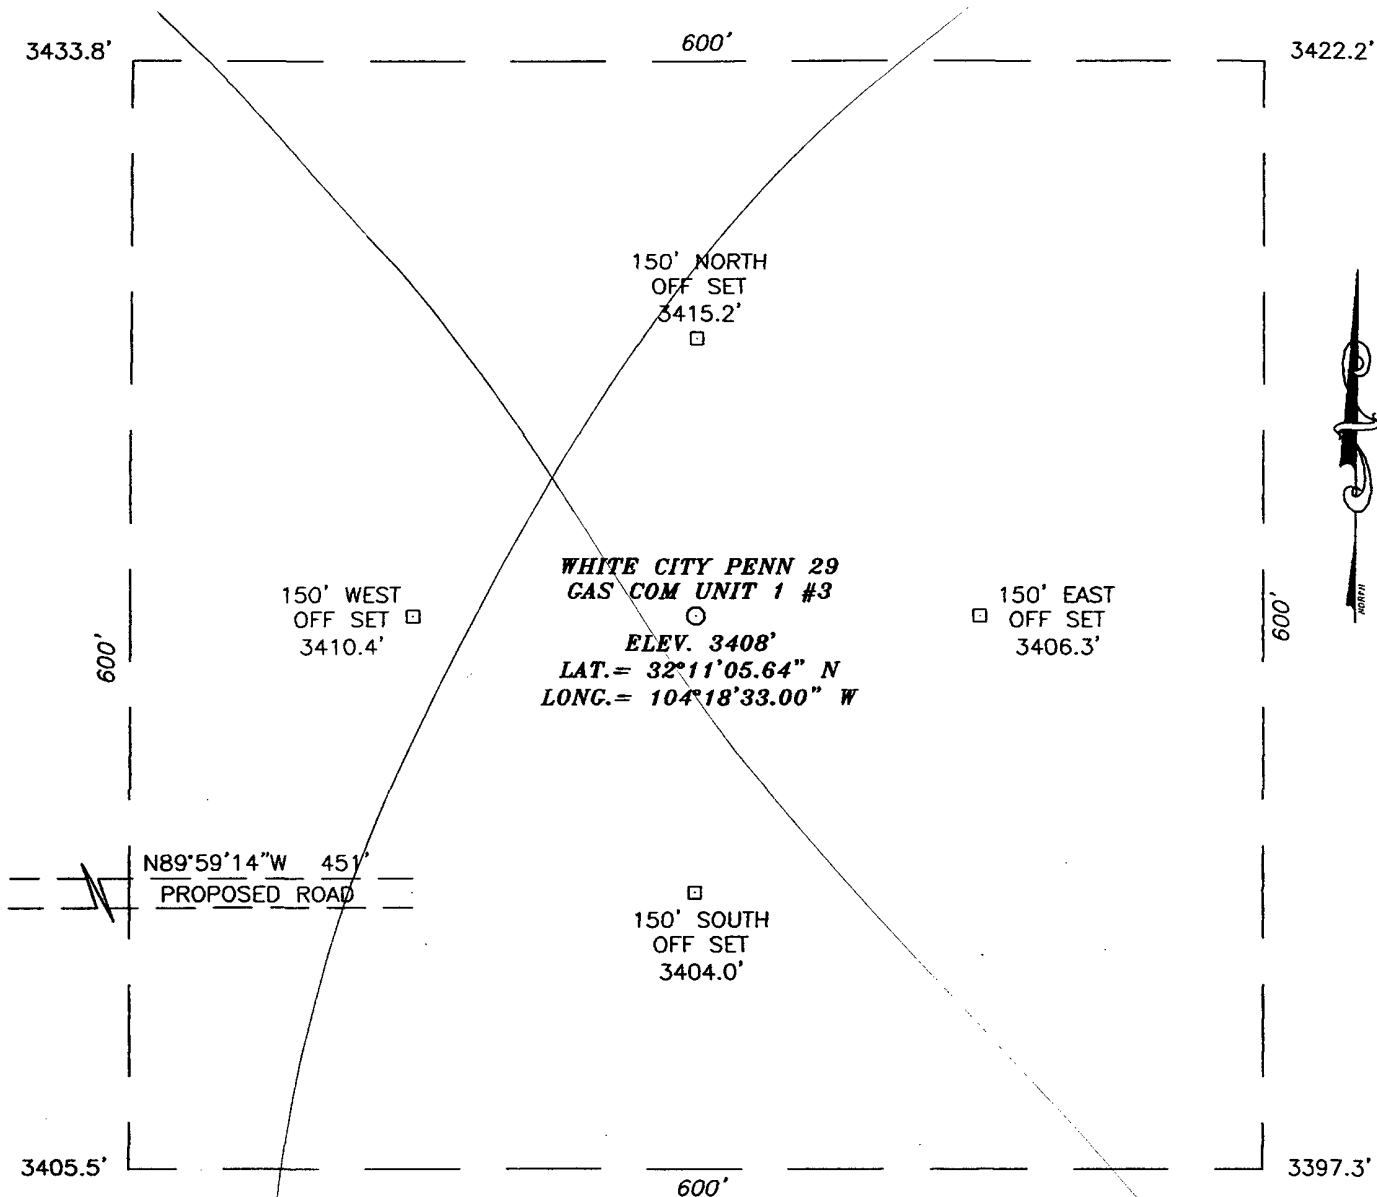 600'
3433.8'
3422.2'
150' NORTH
OFF SET
3415.2'
WHITE CITY PENN 29
GAS COM UNIT 1 #3
150' WEST
OFF SET
3410.4'
150' EAST
OFF SET
3406.3'
600'
600'
ELEV. 3408'
LAT.= 32°11'05.64" N
LONG.= 104°18'33.00" W
NORTH
N89°59'14"W 451'
PROPOSED ROAD
150' SOUTH
OFF SET
3404.0'
3405.5'
3397.3'
600'